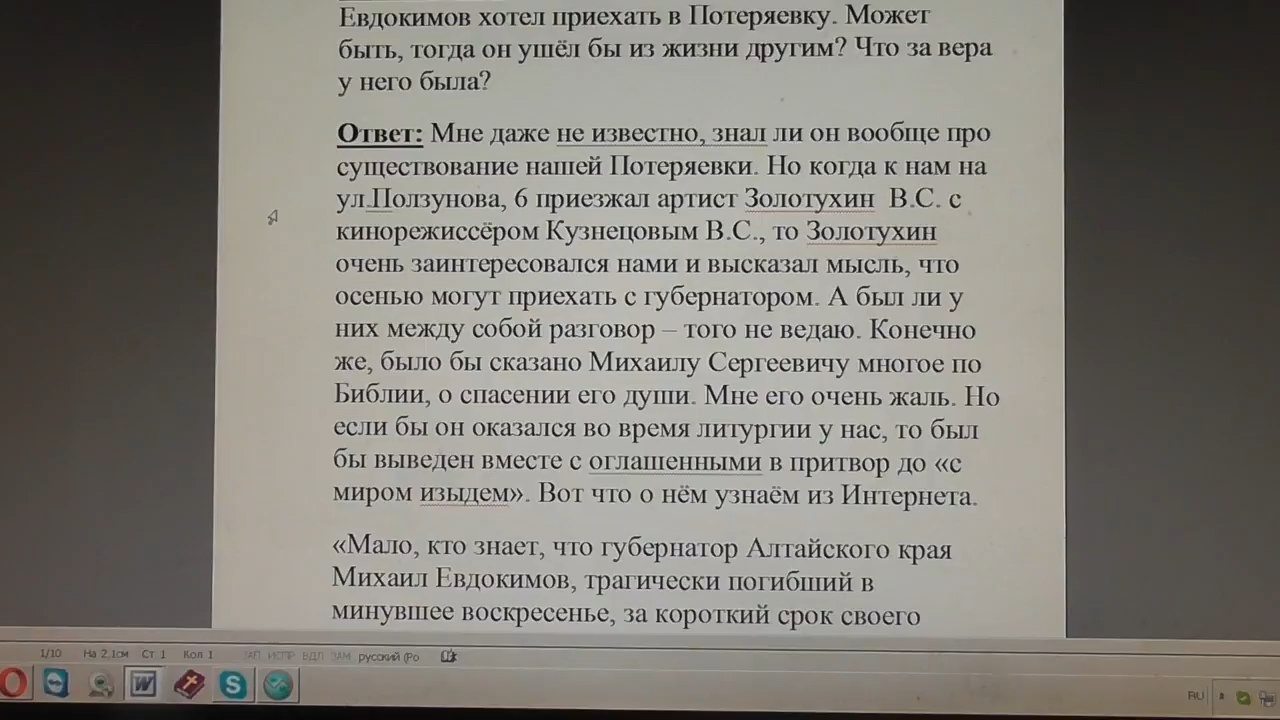 Евдокимов хотел приехать в Потеряевку. Может
быть, тогда он ушёл бы из жизни другим? Что за вера
у него была?
Ответ: Мне даже не известно, знал ли он вообще про
существование нашей Потеряевки. Но когда к нам на
ул.Ползунова, 6 приезжал артист Золотухин В.С. с
кинорежиссёром Кузнецовым В.С., то Золотухин
очень заинтересовался нами и высказал мысль, что
осенью могут приехать с губернатором. А был ли у
них между собой разговор – того не ведаю. Конечно
же, было бы сказано Михаилу Сергеевичу многое по
Библии, о спасении его души. Мне его очень жаль. Но
если бы он оказался во время литургии у нас, то был
бы выведен вместе с оглашенными в притвор до «с
миром изыдем». Вот что о нём узнаём из Интернета.
«Мало, кто знает, что губернатор Алтайского края
Михаил Евдокимов, трагически погибший в
минувшее воскресенье, за короткий срок своего
1/10 На 2,1см Ст 1 Кол 1 ЗАП ИСПР ВДЛ ЗАМ русский (Ро
RU